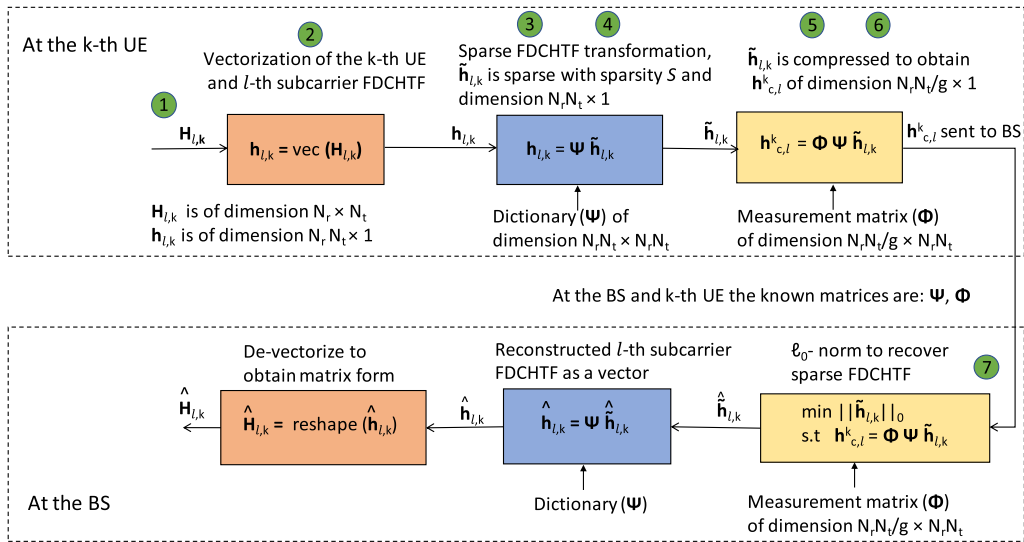 At the k-th UE
2
Vectorization of the k-th UE
and l-th subcarrier FDCHTF
3
4
Sparse FDCHTF transformation,
h̃l,k is sparse with sparsity S and
dimension NrNt × 1
5
6
h̃l,k is compressed to obtain
h^k_c,l of dimension NrNt/g × 1
1
Hl,k
hl,k = vec (Hl,k)
hl,k
hl,k = Ψ h̃l,k
h̃l,k
h^k_c,l = Φ Ψ h̃l,k
h^k_c,l sent to BS
Hl,k is of dimension Nr × Nt
hl,k is of dimension Nr Nt × 1
Dictionary (Ψ) of
dimension NrNt × NrNt
Measurement matrix (Φ)
of dimension NrNt/g × NrNt
At the BS and k-th UE the known matrices are: Ψ, Φ
De-vectorize to
obtain matrix form
Reconstructed l-th subcarrier
FDCHTF as a vector
ℓ0- norm to recover
sparse FDCHTF
7
Ĥl,k
Ĥl,k = reshape (ĥl,k)
ĥl,k
ĥl,k = Ψ h̃̂l,k
h̃̂l,k
min ||h̃l,k||0
s.t h^k_c,l = Φ Ψ h̃l,k
At the BS
Dictionary (Ψ)
Measurement matrix (Φ)
of dimension NrNt/g × NrNt